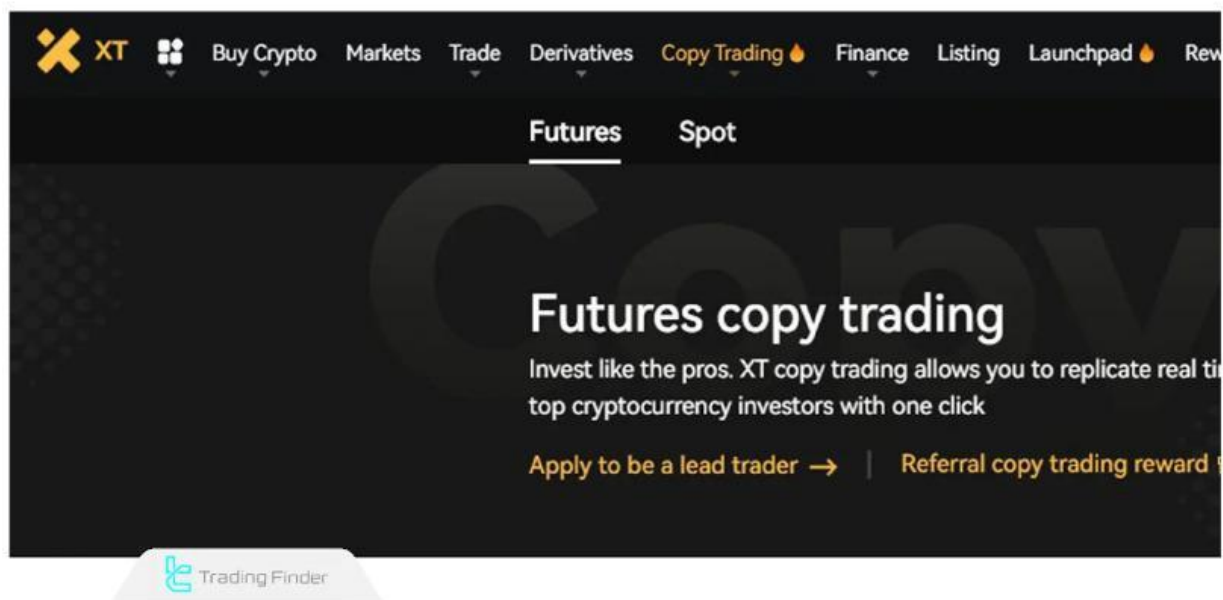 XT Buy Crypto Markets Trade Derivatives Copy Trading Finance Listing Launchpad
Futures Spot
Copy
Futures copy trading
Invest like the pros. XT copy trading allows you to replicate real
top cryptocurrency investors with one click
Apply to be a lead trader → | Referral copy trading reward
Trading Finder